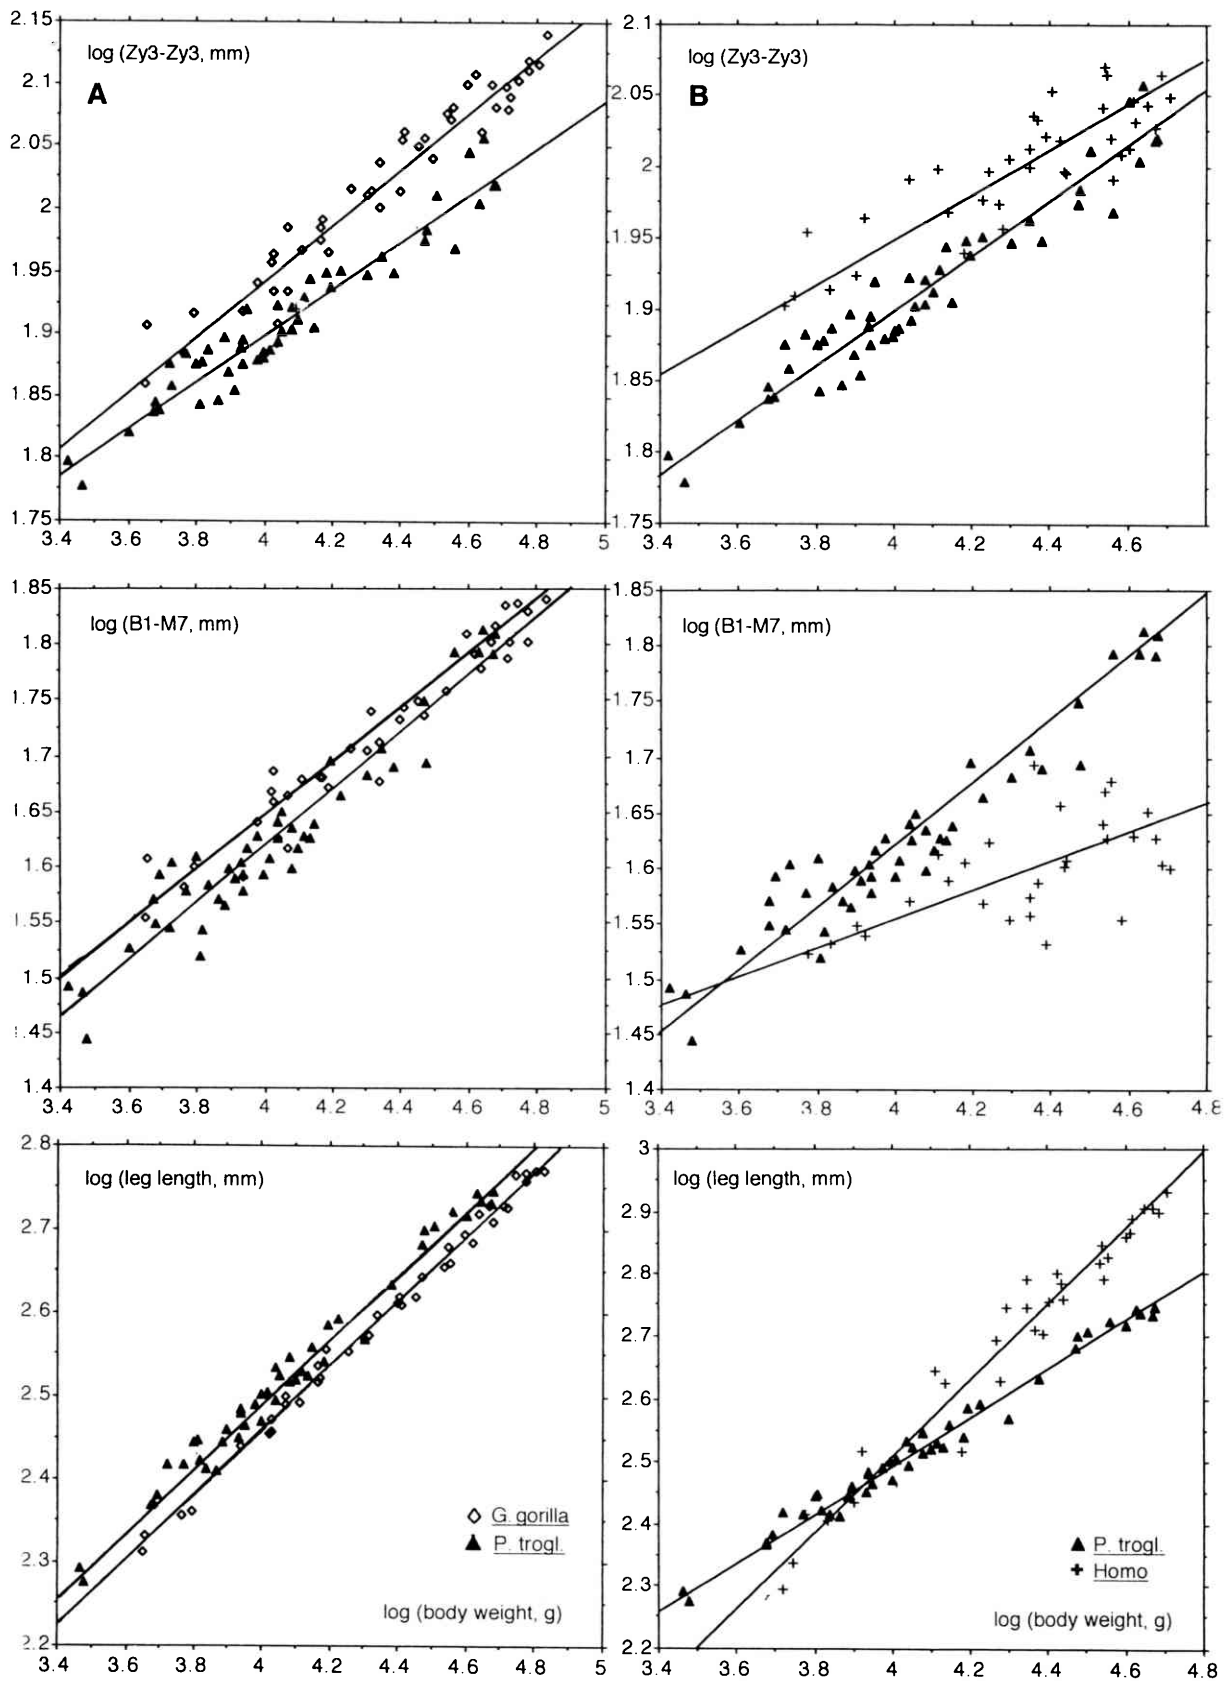 log (Zy3-Zy3, mm)
A
2.15
2.1
2.05
2
1.95
1.9
1.85
1.8
1.75
3.4 3.6 3.8 4 4.2 4.4 4.6 4.8 5
log (Zy3-Zy3)
B
2.1
2.05
2
1.95
1.9
1.85
1.8
1.75
3.4 3.6 3.8 4 4.2 4.4 4.6
log (B1-M7, mm)
1.85
1.8
1.75
1.7
1.65
1.6
1.55
1.5
1.45
1.4
3.4 3.6 3.8 4 4.2 4.4 4.6 4.8 5
log (B1-M7, mm)
1.85
1.8
1.75
1.7
1.65
1.6
1.55
1.5
1.45
1.4
3.4 3.6 3.8 4 4.2 4.4 4.6 4.8
log (leg length, mm)
2.8
2.7
2.6
2.5
2.4
2.3
2.2
G. gorilla
P. trogl.
log (body weight, g)
3.4 3.6 3.8 4 4.2 4.4 4.6 4.8 5
log (leg length, mm)
3
2.9
2.8
2.7
2.6
2.5
2.4
2.3
2.2
P. trogl.
Homo
log (body weight, g)
3.4 3.6 3.8 4 4.2 4.4 4.6 4.8